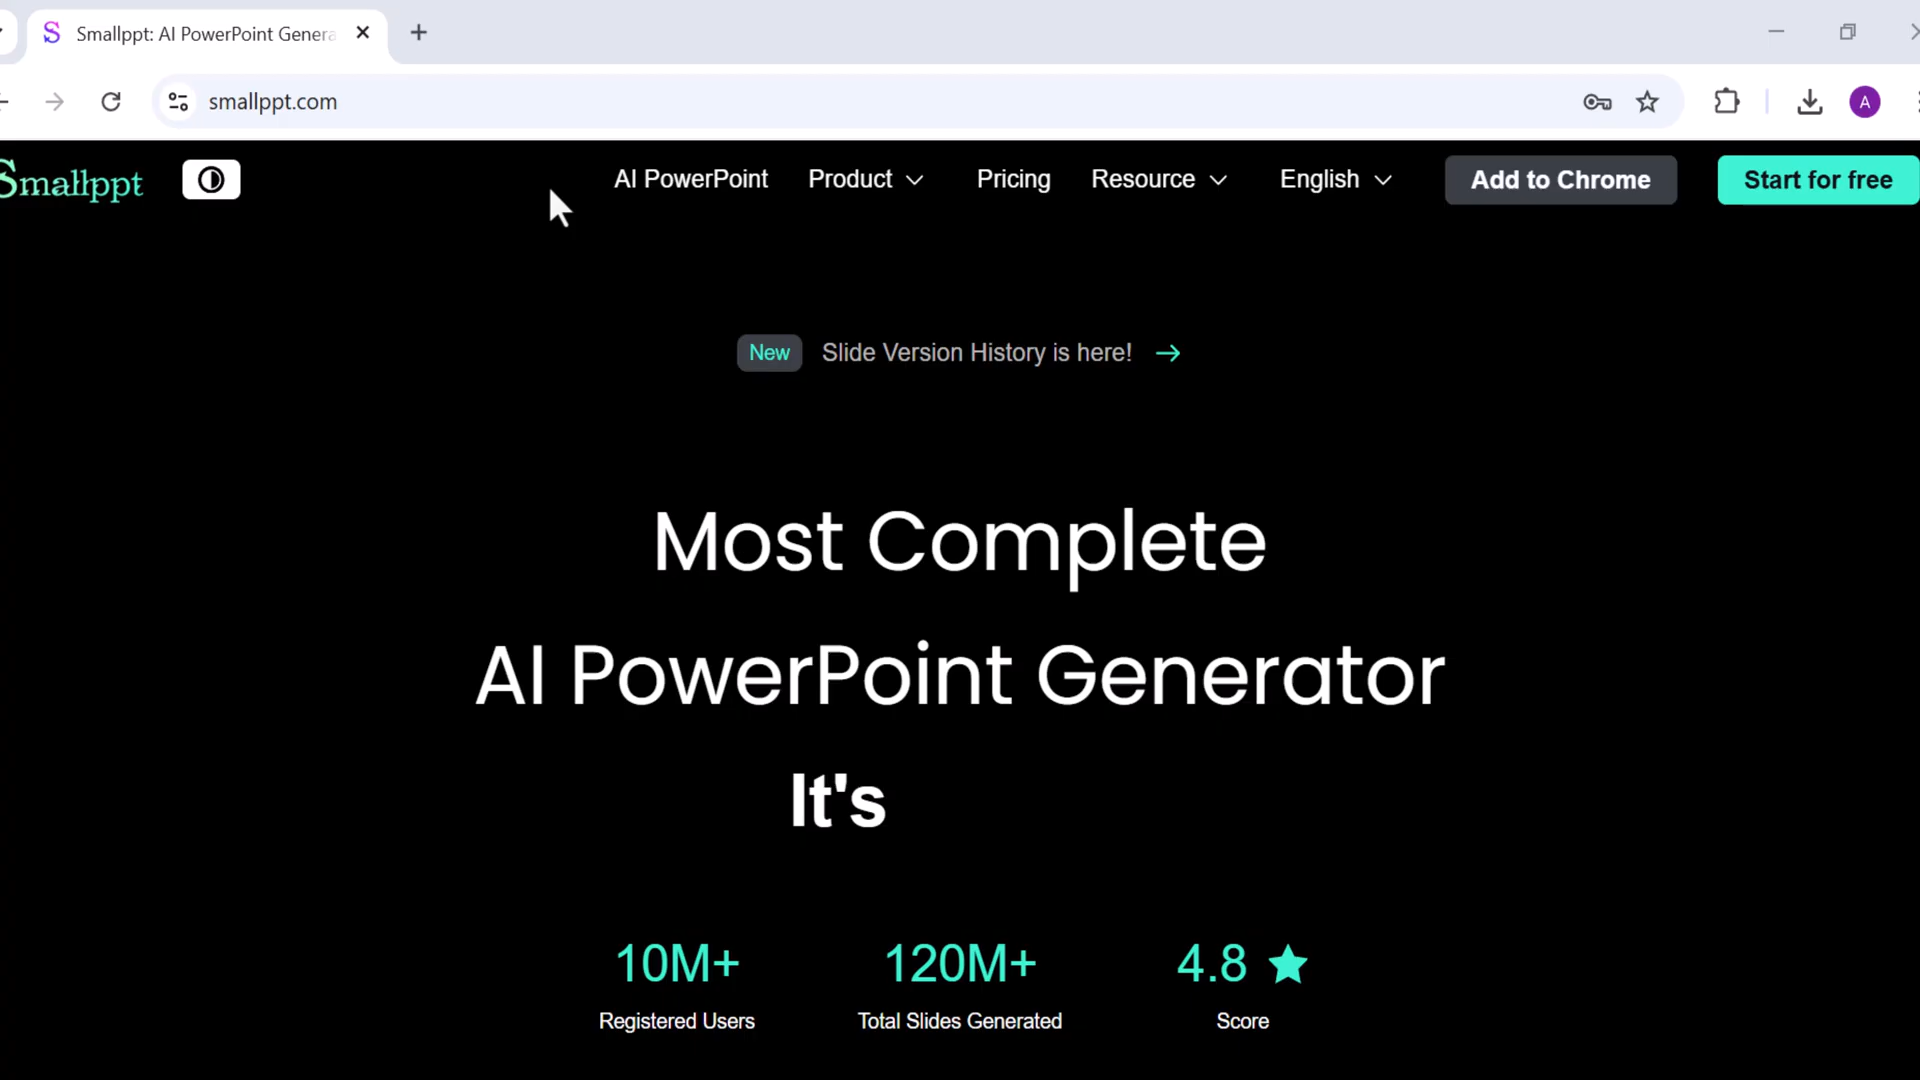 Smallppt: AI PowerPoint Genera
smallppt.com
A
Smallppt
AI PowerPoint
Product
Pricing
Resource
English
Add to Chrome
Start for free
New
Slide Version History is here!
Most Complete
AI PowerPoint Generator
It's
10M+
120M+
4.8
Registered Users
Total Slides Generated
Score